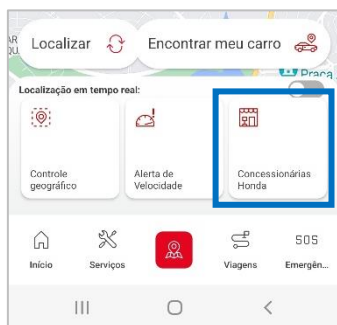 Localizar
Encontrar meu carro
Praça
Localização em tempo real:
Controle
geográfico
Alerta de
Velocidade
Concessionárias
Honda
Início
Serviços
Viagens
SOS
Emergên...